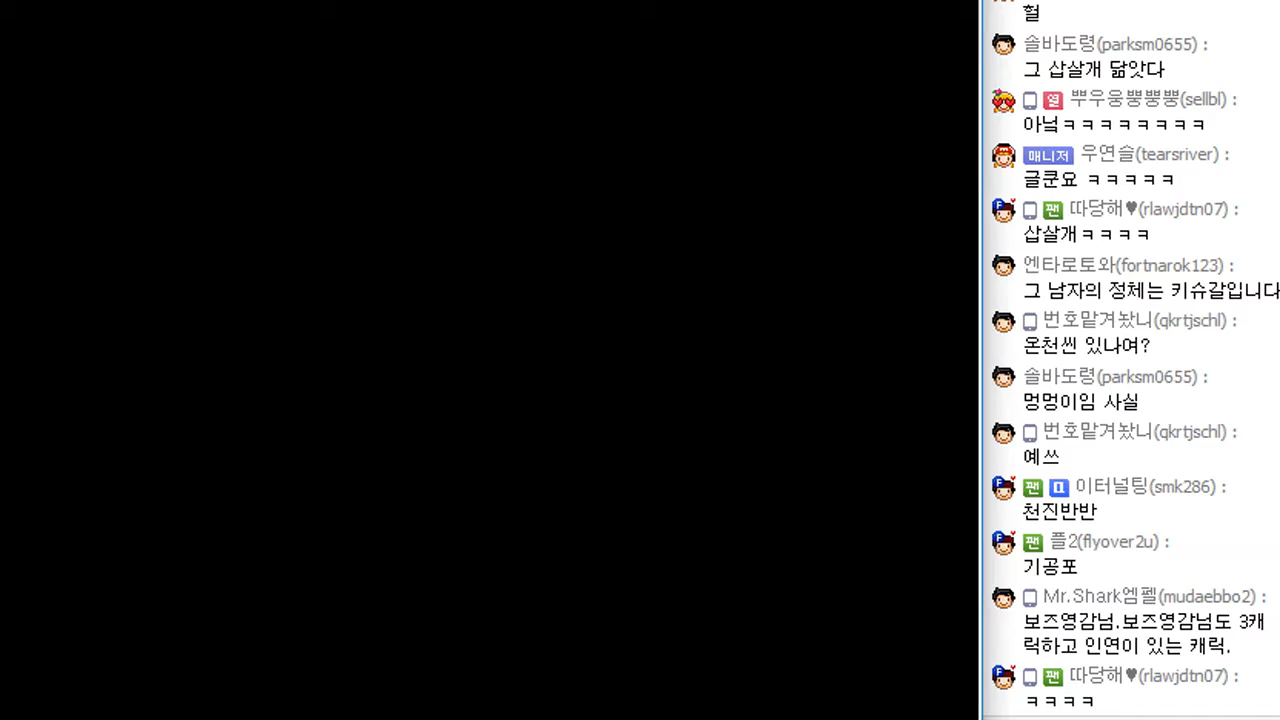 헐
솔바도령(parksm0655) :
그 삽살개 닮앗다
열 뿌우웅뿡뿡뿡(sellbl) :
아닠ㅋㅋㅋㅋㅋㅋㅋㅋ
매니저 우연슬(tearsriver) :
글쿤요 ㅋㅋㅋㅋㅋ
팬 따당해♥(rlawjdtn07) :
삽살개ㅋㅋㅋㅋ
엔타로토와(fortnarok123) :
그 남자의 정체는 키슈갈입니다
번호맡겨놨니(qkrtjschl) :
온천씬 있나여?
솔바도령(parksm0655) :
멍멍이임 사실
번호맡겨놨니(qkrtjschl) :
예쓰
팬 이터널팅(smk286) :
천진반반
팬 플2(flyover2u) :
기공포
Mr.Shark엠펠(mudaebbo2) :
보즈영감님.보즈영감님도 3캐
럭하고 인연이 있는 캐럭.
팬 따당해♥(rlawjdtn07) :
ㅋㅋㅋㅋ